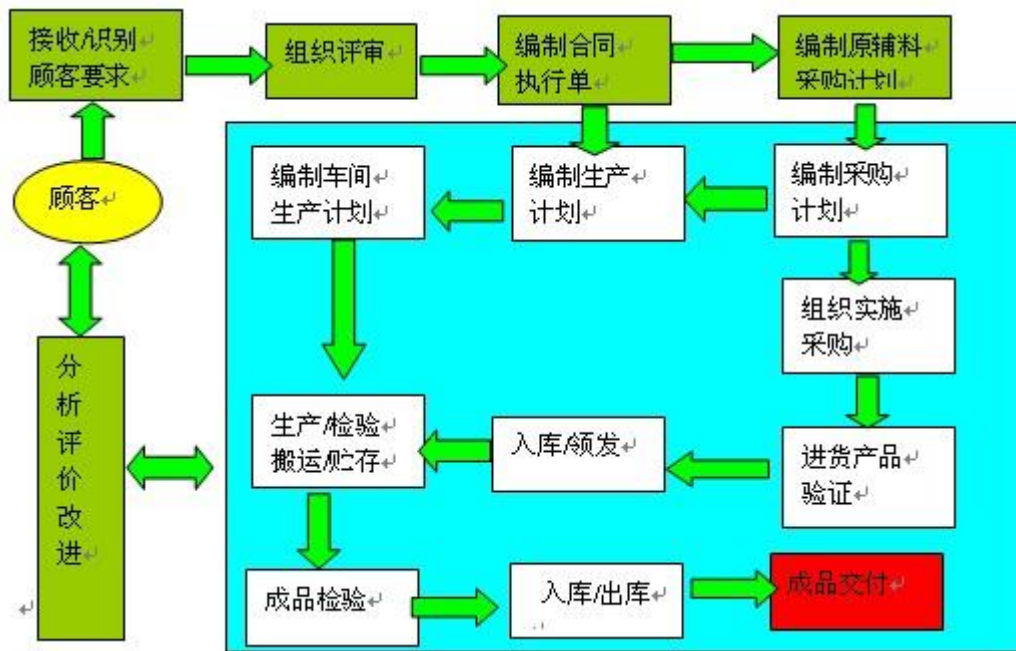 接收/识别
顾客要求
组织评审
编制合同
执行单
编制原辅料
采购计划
顾客
编制车间
生产计划
编制生产
计划
编制采购
计划
组织实施
采购
分
析
评
价
改
进
生产/检验
搬运/贮存
入库/领发
进货产品
验证
成品检验
入库/出库
成品交付